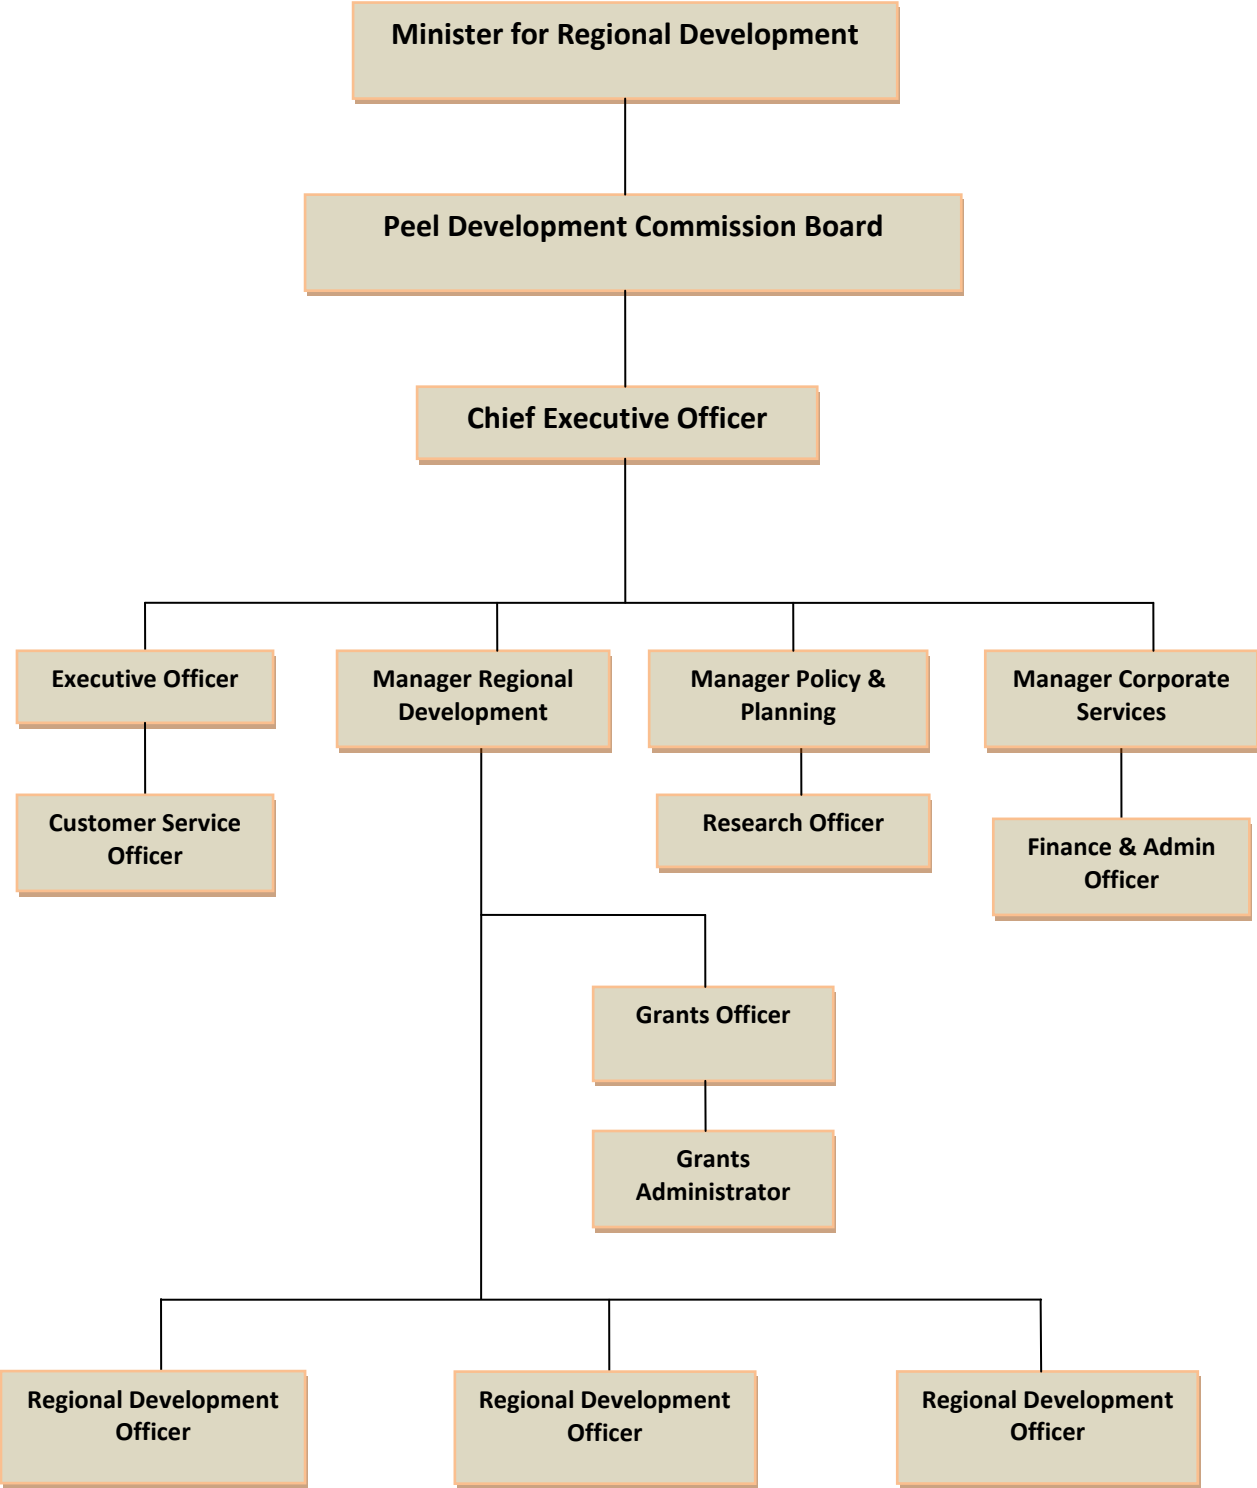 Minister for Regional Development
Peel Development Commission Board
Chief Executive Officer
Executive Officer
Manager Regional
Development
Manager Policy &
Planning
Manager Corporate
Services
Customer Service
Officer
Research Officer
Finance & Admin
Officer
Grants Officer
Grants
Administrator
Regional Development
Officer
Regional Development
Officer
Regional Development
Officer